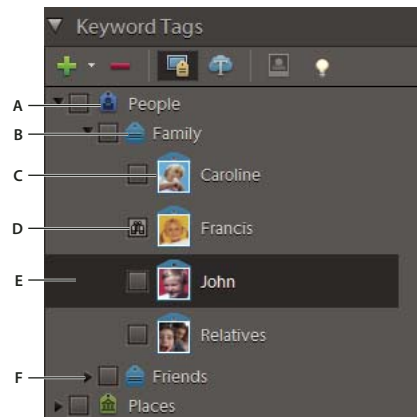 Keyword Tags
A People
B Family
C Caroline
D Francis
E John
Relatives
F Friends
Places